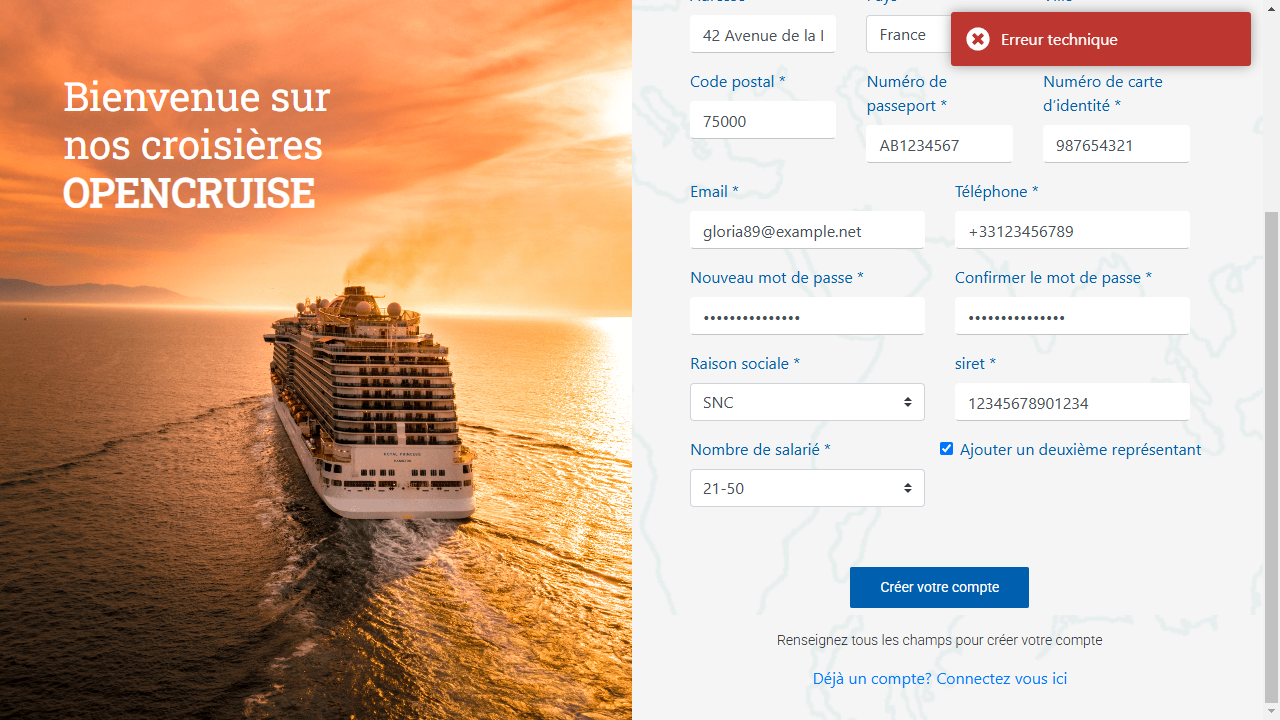 Bienvenue sur
nos croisières
OPENCRUISE
Erreur technique
42 Avenue de la
France
Code postal *
Numéro de
passeport *
Numéro de carte
d'identité *
75000
AB1234567
987654321
Email *
Téléphone *
gloria89@example.net
+33123456789
Nouveau mot de passe *
Confirmer le mot de passe *
•••••••••••••••
•••••••••••••••
Raison sociale *
siret *
SNC
12345678901234
Nombre de salarié *
Ajouter un deuxième représentant
21-50
Créer votre compte
Renseignez tous les champs pour créer votre compte
Déjà un compte? Connectez vous ici